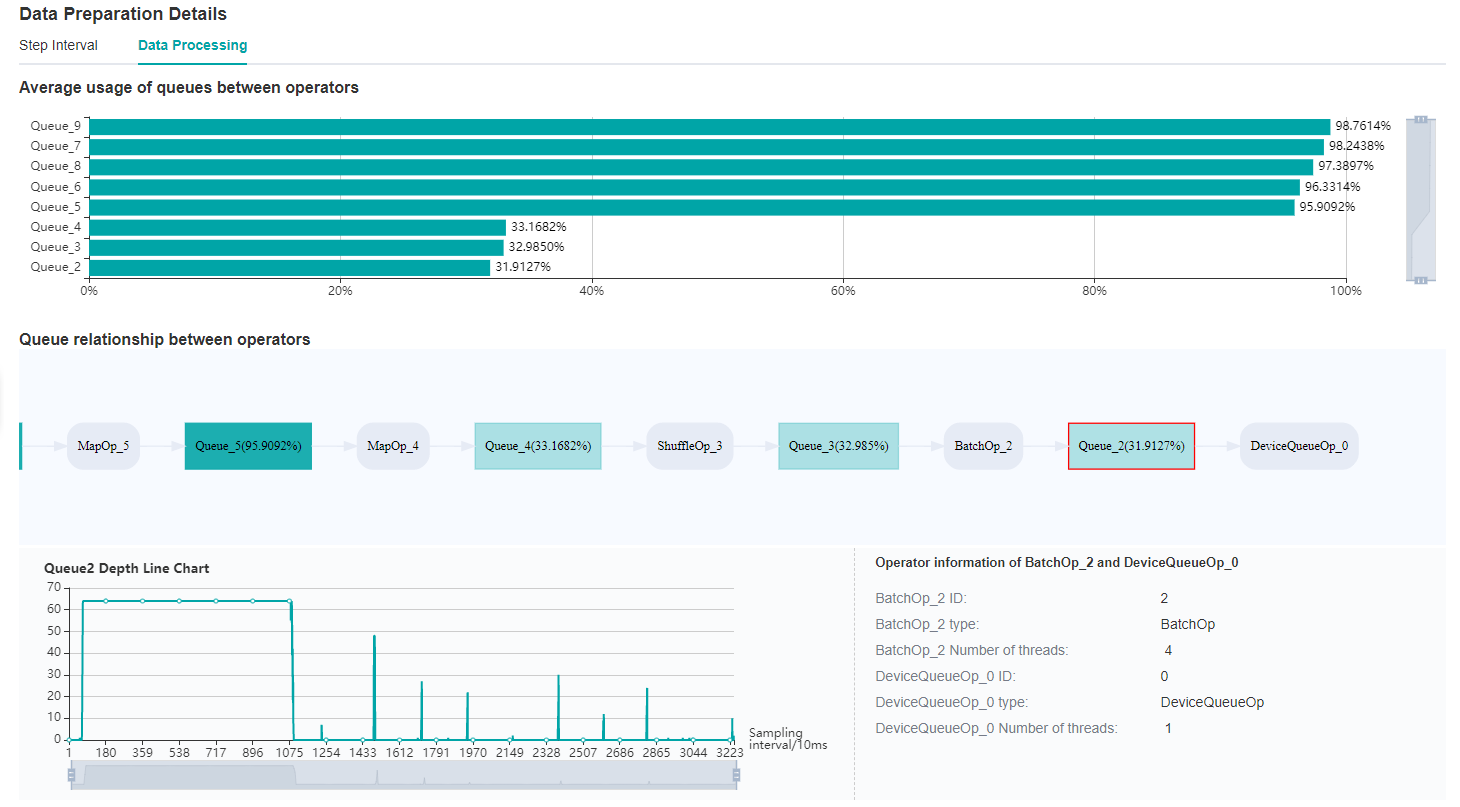 Data Preparation Details
Step Interval Data Processing
Average usage of queues between operators
Queue_9 98.7614%
Queue_7 98.2438%
Queue_8 97.3897%
Queue_6 96.3314%
Queue_5 95.9092%
Queue_4 33.1682%
Queue_3 32.9850%
Queue_2 31.9127%
0% 20% 40% 60% 80% 100%
Queue relationship between operators
MapOp_5 Queue_5(95.9092%) MapOp_4 Queue_4(33.1682%) ShuffleOp_3 Queue_3(32.985%) BatchOp_2 Queue_2(31.9127%) DeviceQueueOp_0
Queue2 Depth Line Chart
70
60
50
40
30
20
10
0
1 180 359 538 717 896 1075 1254 1433 1612 1791 1970 2149 2328 2507 2686 2865 3044 3223
Sampling
interval/10ms
Operator information of BatchOp_2 and DeviceQueueOp_0
BatchOp_2 ID: 2
BatchOp_2 type: BatchOp
BatchOp_2 Number of threads: 4
DeviceQueueOp_0 ID: 0
DeviceQueueOp_0 type: DeviceQueueOp
DeviceQueueOp_0 Number of threads: 1